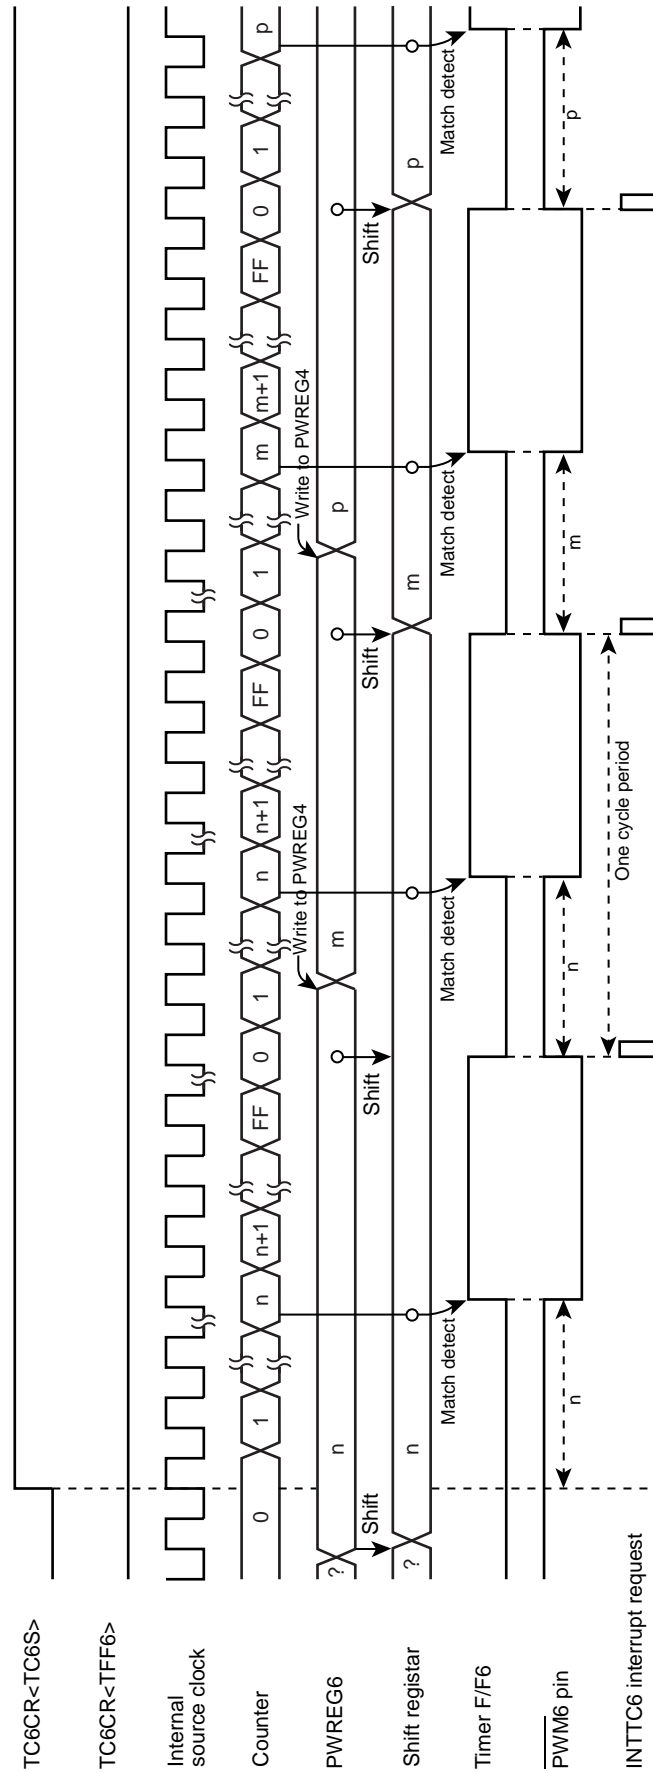 TC6CR<TC6S>
TC6CR<TFF6>
Internal
source clock
Counter
0
1
n
n+1
FF
0
1
n
n+1
FF
0
1
m
m+1
FF
0
1
p
Write to PWREG4
Write to PWREG4
PWREG6
?
n
m
p
Shift
Shift
Shift
Shift
Shift registar
?
n
m
p
Match detect
Match detect
Match detect
Match detect
Timer F/F6
PWM6 pin
n
n
m
p
One cycle period
INTTC6 interrupt request